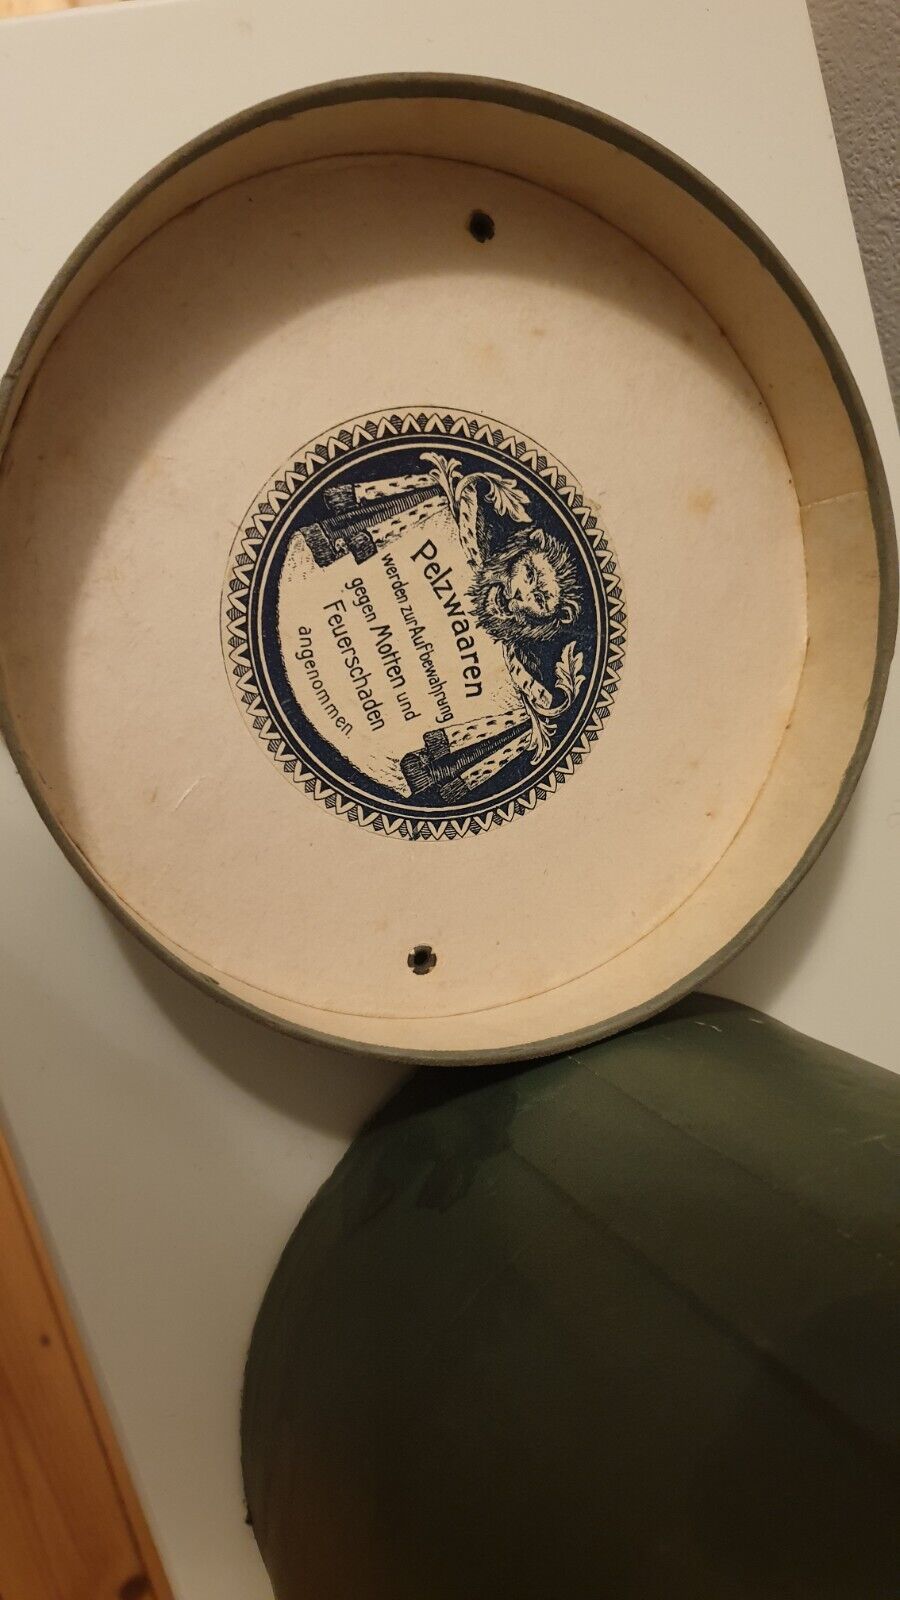 Pelzwaaren
werden zur Aufbewahrung
gegen Motten und
Feuerschaden
angenommen.